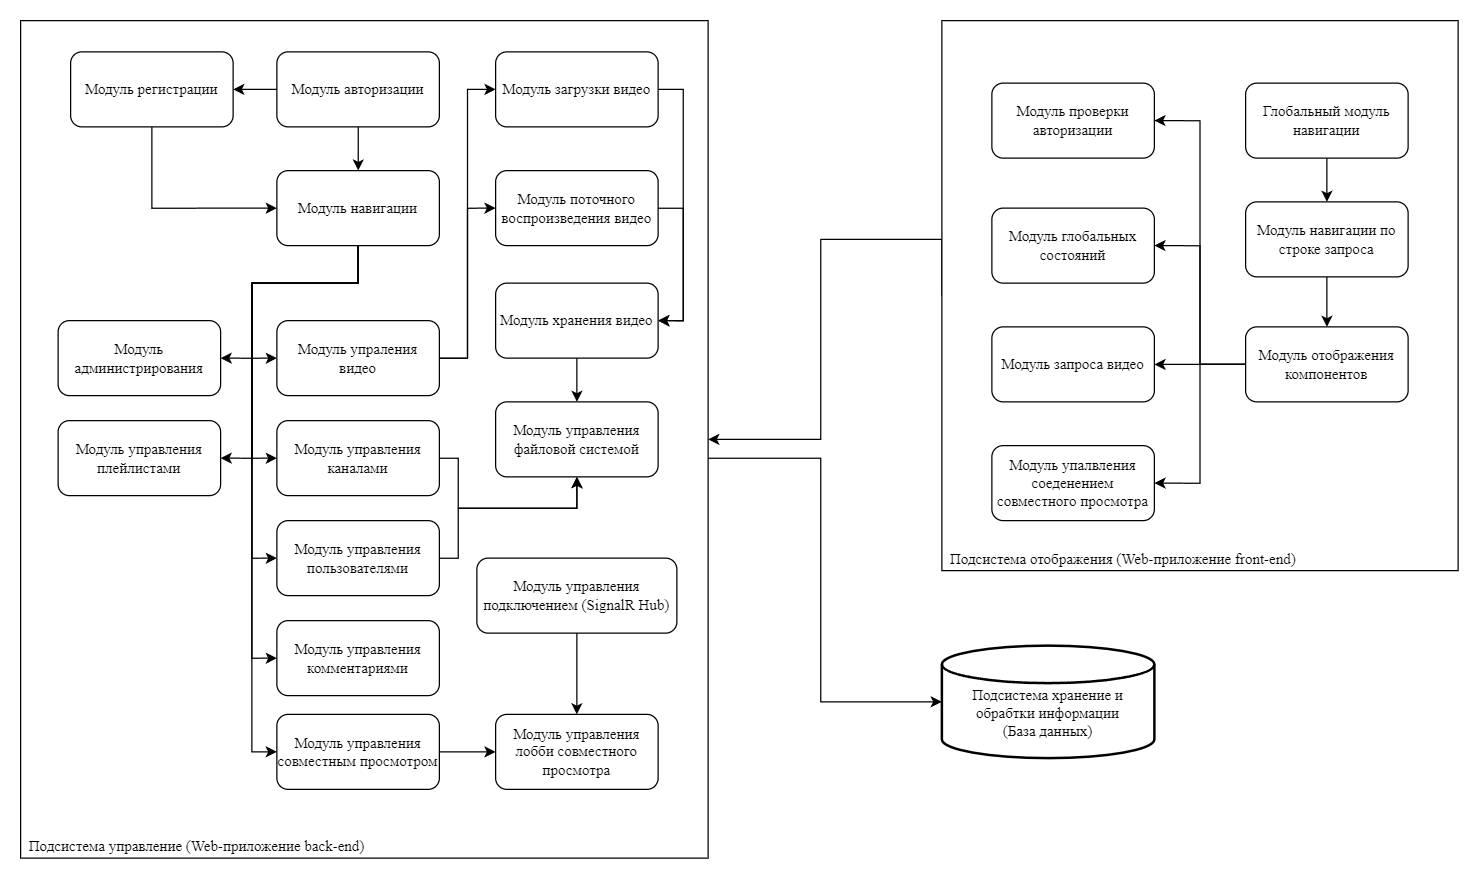 Модуль регистрации
Модуль авторизации
Модуль навигации
Модуль
администрирования
Модуль упраления
видео
Модуль управления
плейлистами
Модуль управления
каналами
Модуль управления
пользователями
Модуль управления
комментариями
Модуль управления
совместным просмотром
Модуль загрузки видео
Модуль поточного
воспроизведения видео
Модуль хранения видео
Модуль управления
файловой системой
Модуль управления
подключением (SignalR Hub)
Модуль управления
лобби совместного
просмотра
Подсистема управление (Web-приложение back-end)
Модуль проверки
авторизации
Глобальный модуль
навигации
Модуль глобальных
состояний
Модуль навигации по
строке запроса
Модуль запроса видео
Модуль отображения
компонентов
Модуль упалвления
соеденением
совместного просмотра
Подсистема отображения (Web-приложение front-end)
Подсистема хранение и
обрабтки информации
(База данных)